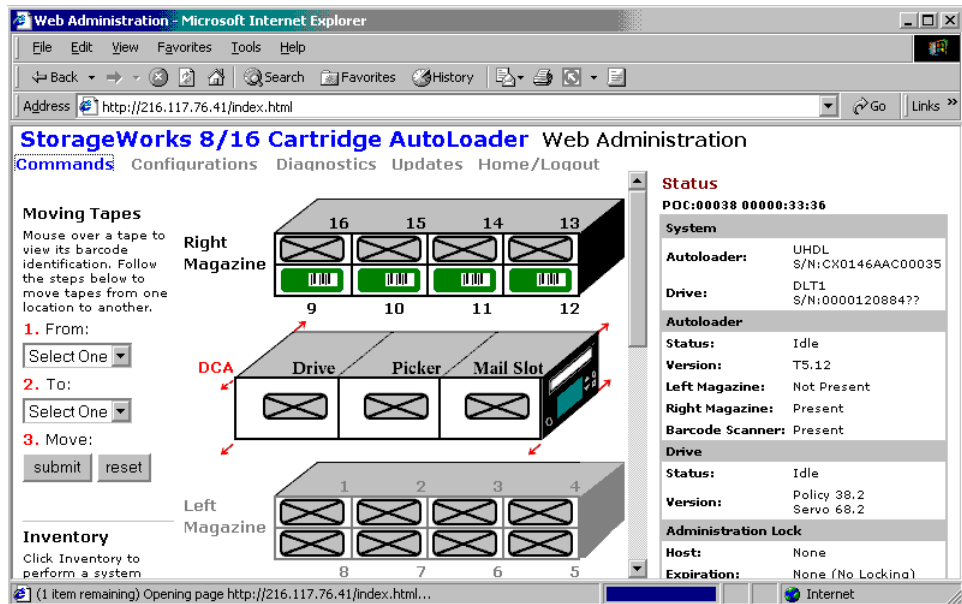 Web Administration - Microsoft Internet Explorer
File Edit View Favorites Tools Help
Back Search Favorites History
Address http://216.117.76.41/index.html Go Links »
StorageWorks 8/16 Cartridge AutoLoader Web Administration
Commands Configurations Diagnostics Updates Home/Logout
Moving Tapes
Mouse over a tape to
view its barcode
identification. Follow
the steps below to
move tapes from one
location to another.
1. From:
Select One
2. To:
Select One
3. Move:
submit reset
Inventory
Click Inventory to
perform a system
16 15 14 13
Right
Magazine
9 10 11 12
DCA
Drive Picker Mail Slot
1 2 3 4
Left
Magazine
8 7 6 5
Status
POC:00038 00000:33:36
System
Autoloader: UHDL
S/N:CX0146AAC00035
Drive: DLT1
S/N:0000120884??
Autoloader
Status: Idle
Version: T5.12
Left Magazine: Not Present
Right Magazine: Present
Barcode Scanner: Present
Drive
Status: Idle
Version: Policy 38.2
Servo 68.2
Administration Lock
Host: None
Expiration: None (No Locking)
(1 item remaining) Opening page http://216.117.76.41/index.html...
Internet